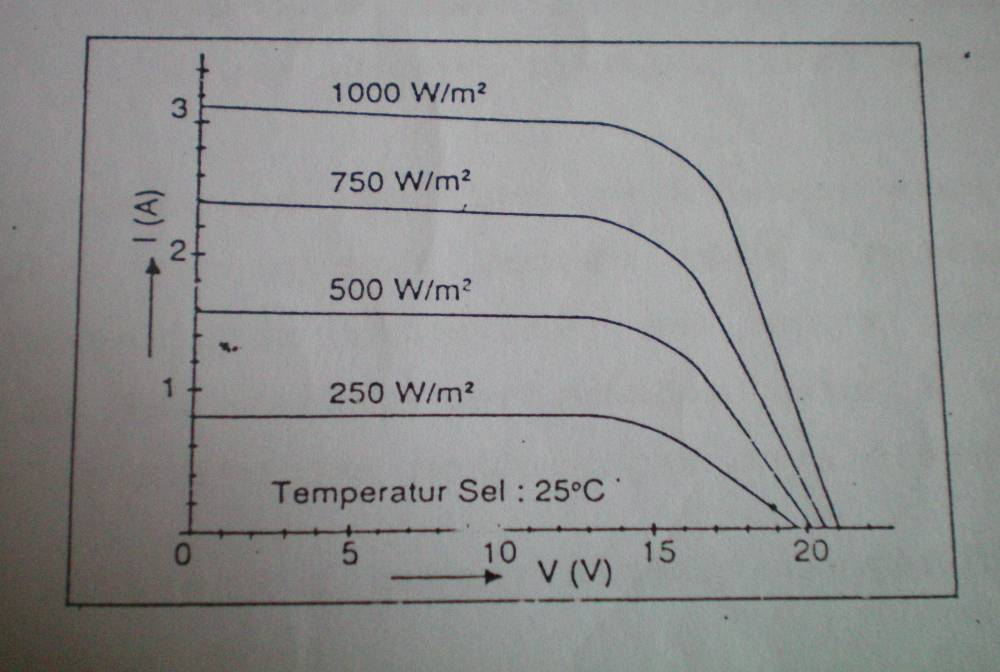 1000 W/m²
3
750 W/m²
I (A)
2
500 W/m²
1
250 W/m²
Temperatur Sel : 25°C
0 5 10 15 20
V (V)